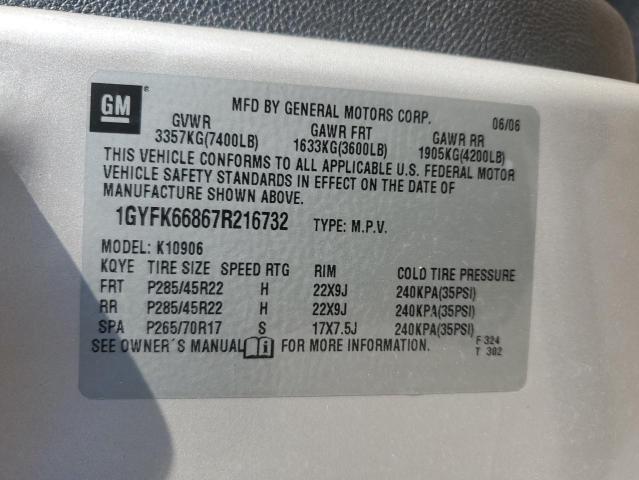 GM ®
MFD BY GENERAL MOTORS CORP. 06/06
GVWR GAWR FRT GAWR RR
3357KG(7400LB) 1633KG(3600LB) 1905KG(4200LB)
THIS VEHICLE CONFORMS TO ALL APPLICABLE U.S. FEDERAL MOTOR
VEHICLE SAFETY STANDARDS IN EFFECT ON THE DATE OF
MANUFACTURE SHOWN ABOVE.
1GYFK66867R216732 TYPE: M.P.V.
MODEL: K10906
KQYE TIRE SIZE SPEED RTG RIM COLD TIRE PRESSURE
FRT P285/45R22 H 22X9J 240KPA(35PSI)
RR P285/45R22 H 22X9J 240KPA(35PSI)
SPA P265/70R17 S 17X7.5J 240KPA(35PSI)
SEE OWNER'S MANUAL i FOR MORE INFORMATION. F 324
T 302